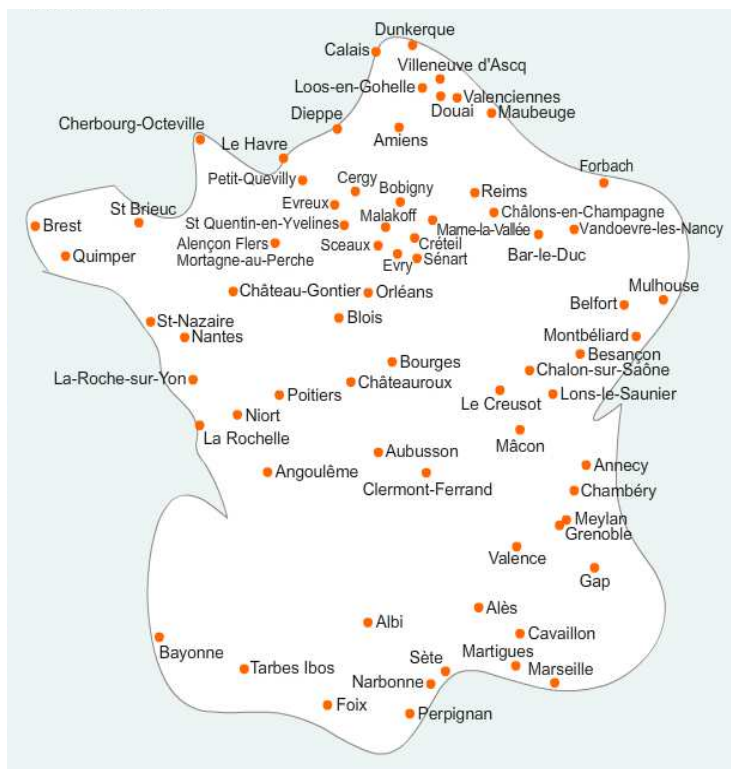 Dunkerque
Calais
Villeneuve d'Ascq
Loos-en-Gohelle
Valenciennes
Douai
Maubeuge
Dieppe
Cherbourg-Octeville
Amiens
Le Havre
Forbach
Petit-Quevilly
Cergy
Bobigny
Reims
Evreux
St Brieuc
Malakoff
Châlons-en-Champagne
Brest
St Quentin-en-Yvelines
Marne-la-Vallée
Vandoevre-les-Nancy
Alençon Flers
Mortagne-au-Perche
Sceaux
Créteil
Bar-le-Duc
Quimper
Evry
Sénart
Mulhouse
Château-Gontier
Orléans
Belfort
St-Nazaire
Blois
Nantes
Montbéliard
Besançon
Bourges
Chalon-sur-Saône
La-Roche-sur-Yon
Châteauroux
Poitiers
Le Creusot
Lons-le-Saunier
Niort
La Rochelle
Mâcon
Aubusson
Annecy
Angoulême
Clermont-Ferrand
Chambéry
Meylan
Grenoble
Valence
Gap
Alès
Albi
Cavaillon
Bayonne
Martigues
Sète
Tarbes Ibos
Marseille
Narbonne
Foix
Perpignan